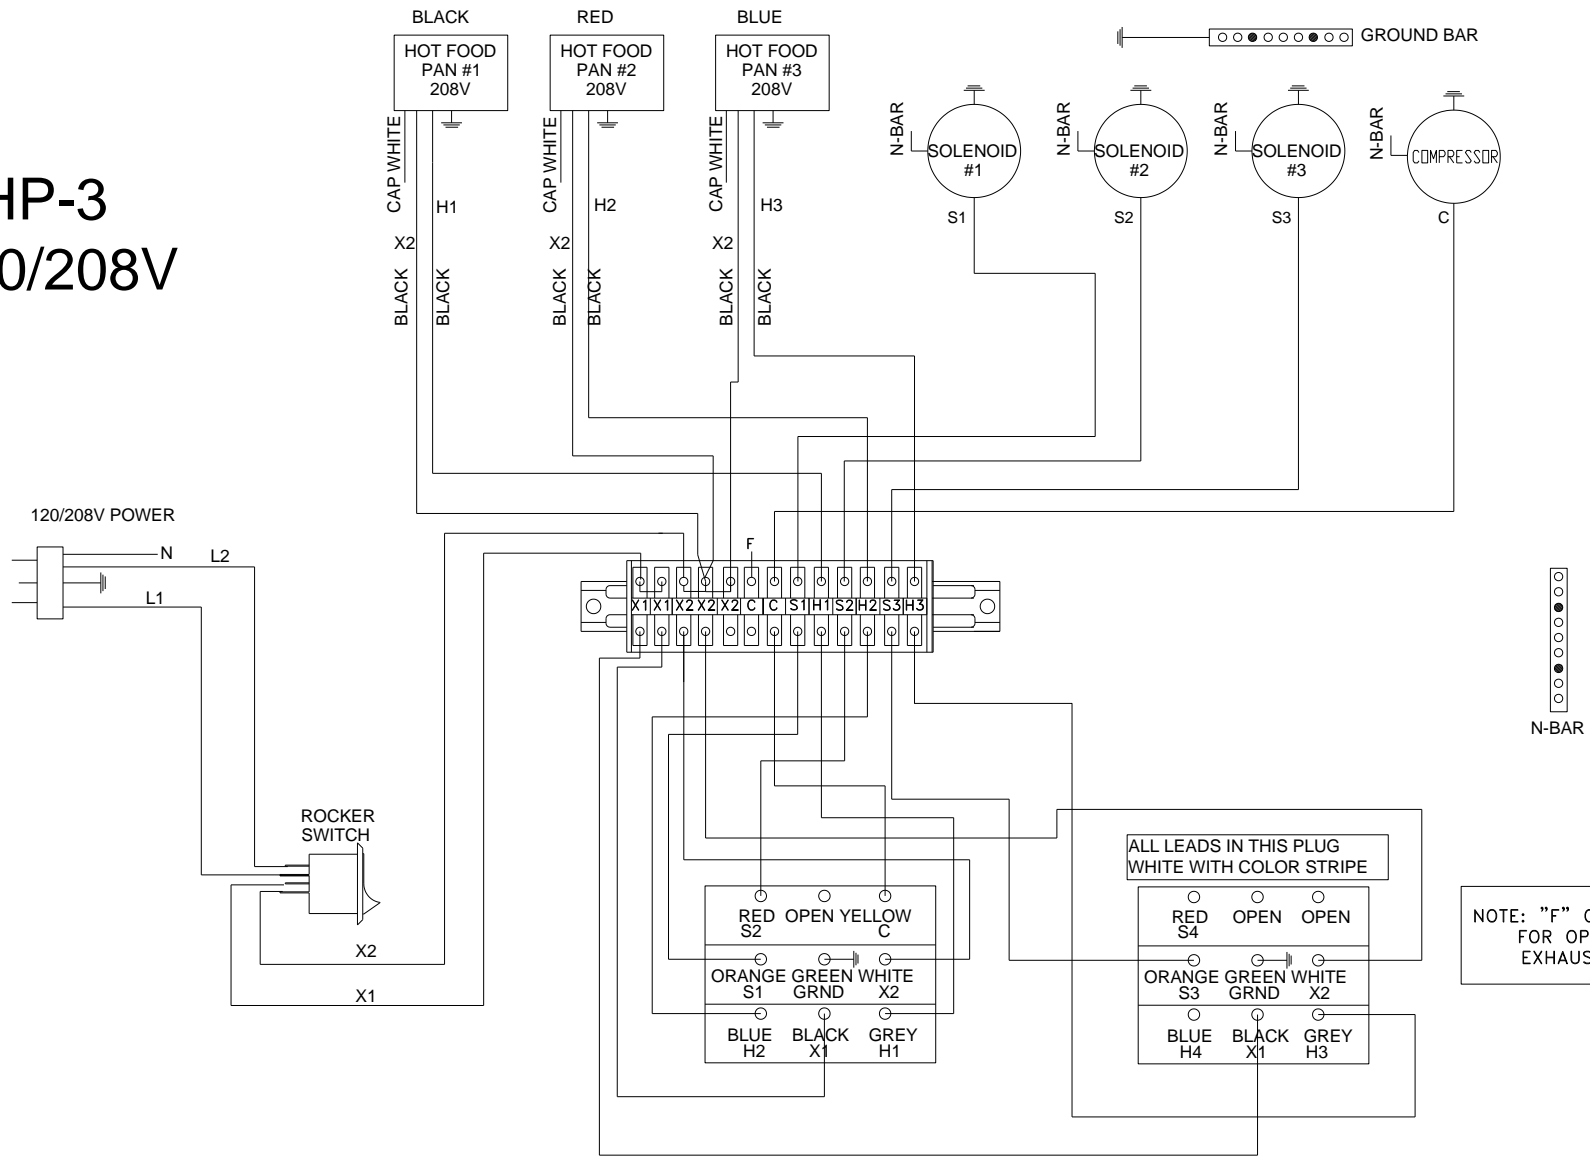 BLACK
RED
BLUE
HOT FOOD
PAN #1
208V
HOT FOOD
PAN #2
208V
HOT FOOD
PAN #3
208V
GROUND BAR
CAP WHITE
H1
X2
BLACK
BLACK
CAP WHITE
H2
X2
BLACK
BLACK
CAP WHITE
H3
X2
BLACK
BLACK
N-BAR
SOLENOID
#1
S1
N-BAR
SOLENOID
#2
S2
N-BAR
SOLENOID
#3
S3
N-BAR
COMPRESSOR
C
HP-3
0/208V
120/208V POWER
N
L2
L1
F
X1 X1 X2 X2 X2 C C S1 H1 S2 H2 S3 H3
N-BAR
ROCKER
SWITCH
X2
X1
RED OPEN YELLOW
S2 C
ORANGE GREEN WHITE
S1 GRND X2
BLUE BLACK GREY
H2 X1 H1
ALL LEADS IN THIS PLUG
WHITE WITH COLOR STRIPE
RED OPEN OPEN
S4
ORANGE GREEN WHITE
S3 GRND X2
BLUE BLACK GREY
H4 X1 H3
NOTE: "F"
FOR OP
EXHAUS